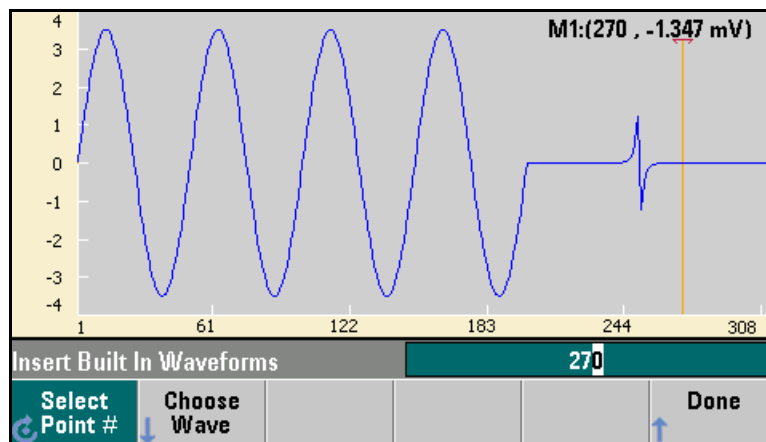 4
M1:(270 , -1.347 mV)
3
2
1
0
-1
-2
-3
-4
1 61 122 183 244 308
Insert Built In Waveforms 270
Select Point #
Choose Wave
Done